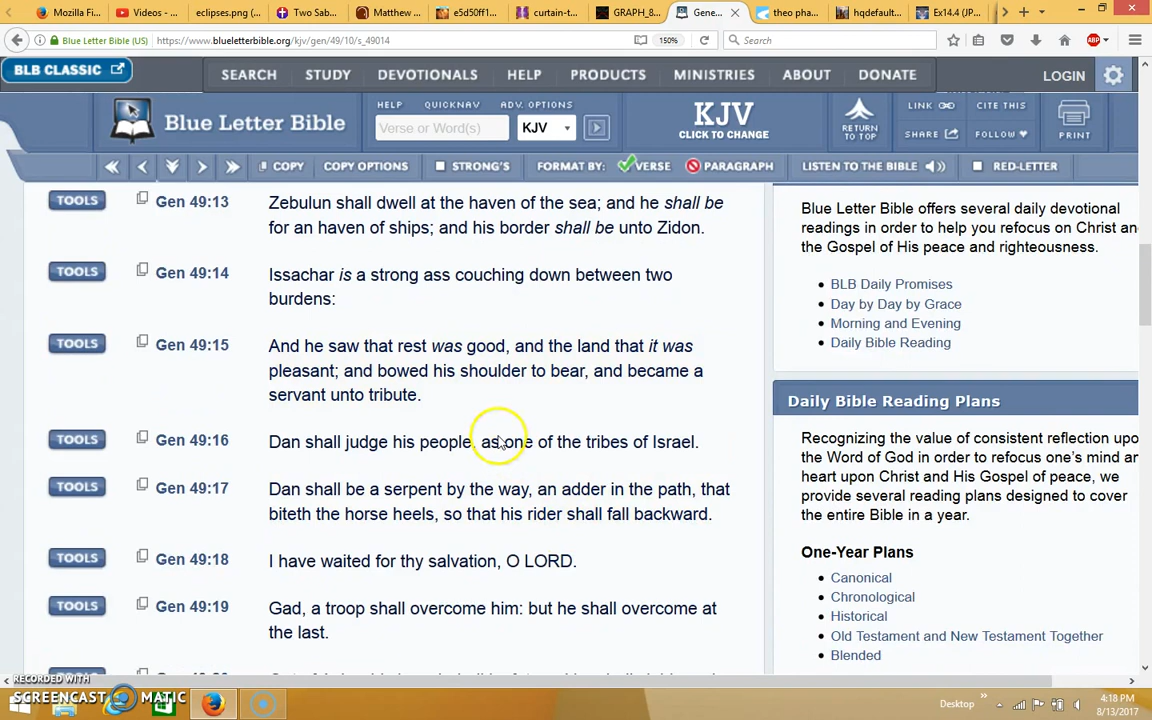 Mozilla Fi
Videos - ...
eclipses.png (...
Two Sab...
Matthew ...
e5d50ff1...
curtain-t...
GRAPH_8...
Gene...
theo pha...
hqdefault...
Ex14.4 (JP...
Blue Letter Bible (US)
https://www.blueletterbible.org/kjv/gen/49/10/s_49014
150%
Search
ABP
BLB CLASSIC
SEARCH STUDY DEVOTIONALS HELP PRODUCTS MINISTRIES ABOUT DONATE
LOGIN
Blue Letter Bible
HELP QUICKNAV ADV. OPTIONS
Verse or Word(s)
KJV
KJV
CLICK TO CHANGE
RETURN
TO TOP
LINK
CITE THIS
SHARE
FOLLOW
PRINT
COPY COPY OPTIONS STRONG'S FORMAT BY: VERSE PARAGRAPH LISTEN TO THE BIBLE RED-LETTER
TOOLS Gen 49:13 Zebulun shall dwell at the haven of the sea; and he shall be
for an haven of ships; and his border shall be unto Zidon.
TOOLS Gen 49:14 Issachar is a strong ass couching down between two
burdens:
TOOLS Gen 49:15 And he saw that rest was good, and the land that it was
pleasant; and bowed his shoulder to bear, and became a
servant unto tribute.
TOOLS Gen 49:16 Dan shall judge his people, as one of the tribes of Israel.
TOOLS Gen 49:17 Dan shall be a serpent by the way, an adder in the path, that
biteth the horse heels, so that his rider shall fall backward.
TOOLS Gen 49:18 I have waited for thy salvation, O LORD.
TOOLS Gen 49:19 Gad, a troop shall overcome him: but he shall overcome at
the last.
Blue Letter Bible offers several daily devotional
readings in order to help you refocus on Christ and
the Gospel of His peace and righteousness.
BLB Daily Promises
Day by Day by Grace
Morning and Evening
Daily Bible Reading
Daily Bible Reading Plans
Recognizing the value of consistent reflection upo
the Word of God in order to refocus one's mind ar
heart upon Christ and His Gospel of peace, we
provide several reading plans designed to cover
the entire Bible in a year.
One-Year Plans
Canonical
Chronological
Historical
Old Testament and New Testament Together
Blended
RECORDED WITH
SCREENCAST MATIC
Desktop
4:18 PM
8/13/2017